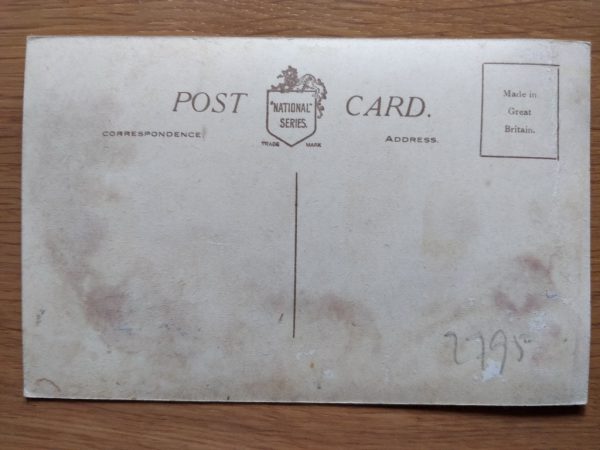 POST CARD.
"NATIONAL"
SERIES.
TRADE MARK
CORRESPONDENCE
ADDRESS.
Made in
Great
Britain.
2795